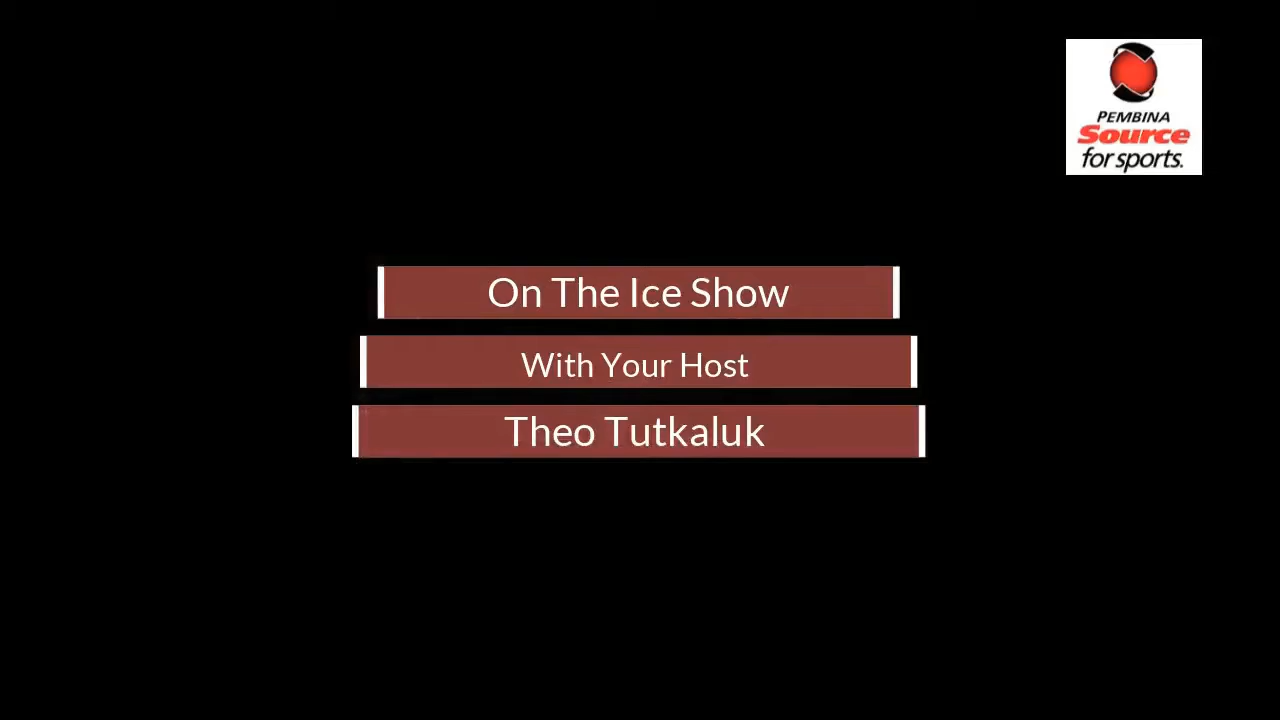 PEMBINA
Source
for sports.
On The Ice Show
With Your Host
Theo Tutkaluk